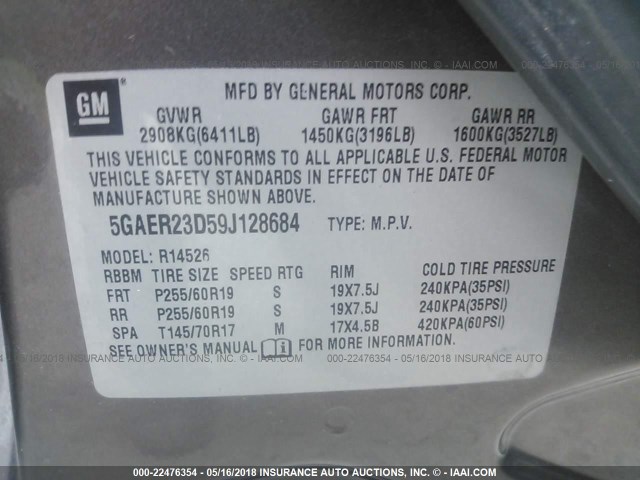 GM
MFD BY GENERAL MOTORS CORP.
GVWR GAWR FRT GAWR RR
2908KG(6411LB) 1450KG(3196LB) 1600KG(3527LB)
THIS VEHICLE CONFORMS TO ALL APPLICABLE U.S. FEDERAL MOTOR
VEHICLE SAFETY STANDARDS IN EFFECT ON THE DATE OF
MANUFACTURE SHOWN ABOVE.
5GAER23D59J128684 TYPE: M.P.V.
MODEL: R14526
RBBM TIRE SIZE SPEED RTG RIM COLD TIRE PRESSURE
FRT P255/60R19 S 19X7.5J 240KPA(35PSI)
RR P255/60R19 S 19X7.5J 240KPA(35PSI)
SPA T145/70R17 M 17X4.5B 420KPA(60PSI)
SEE OWNER'S MANUAL FOR MORE INFORMATION.
000-22476354 - 05/16/2018 INSURANCE AUTO AUCTIONS, INC. - © IAAI.COM